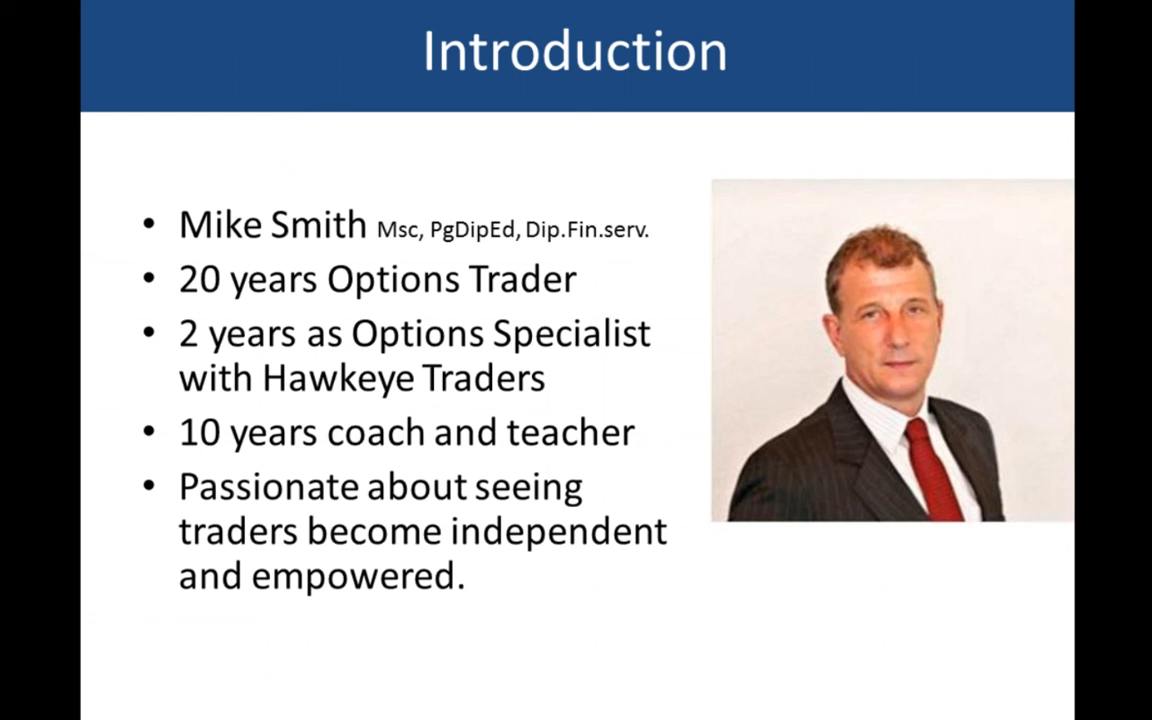 Introduction
• Mike Smith Msc, PgDipEd, Dip.Fin.serv.
• 20 years Options Trader
• 2 years as Options Specialist
with Hawkeye Traders
• 10 years coach and teacher
• Passionate about seeing
traders become independent
and empowered.